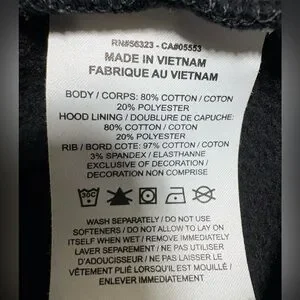 RN#56323 - CA#05553
MADE IN VIETNAM
FABRIQUE AU VIETNAM
BODY / CORPS: 80% COTTON / COTON
20% POLYESTER
HOOD LINING / DOUBLURE DE CAPUCHE:
80% COTTON / COTON
20% POLYESTER
RIB / BORD COTE: 97% COTTON / COTON
3% SPANDEX / ELASTHANNE
EXCLUSIVE OF DECORATION /
DECORATION NON COMPRISE
30C
WASH SEPARATELY / DO NOT USE
SOFTENERS / DO NOT ALLOW TO LAY ON
ITSELF WHEN WET / REMOVE IMMEDIATELY
LAVER SEPAREMENT / NE PAS UTILISER
D'ADOUCISSEUR / NE PAS LAISSER LE
VÊTEMENT PLIÉ LORSQU'IL EST MOUILLÉ /
ENLEVER IMMEDIATEMENT